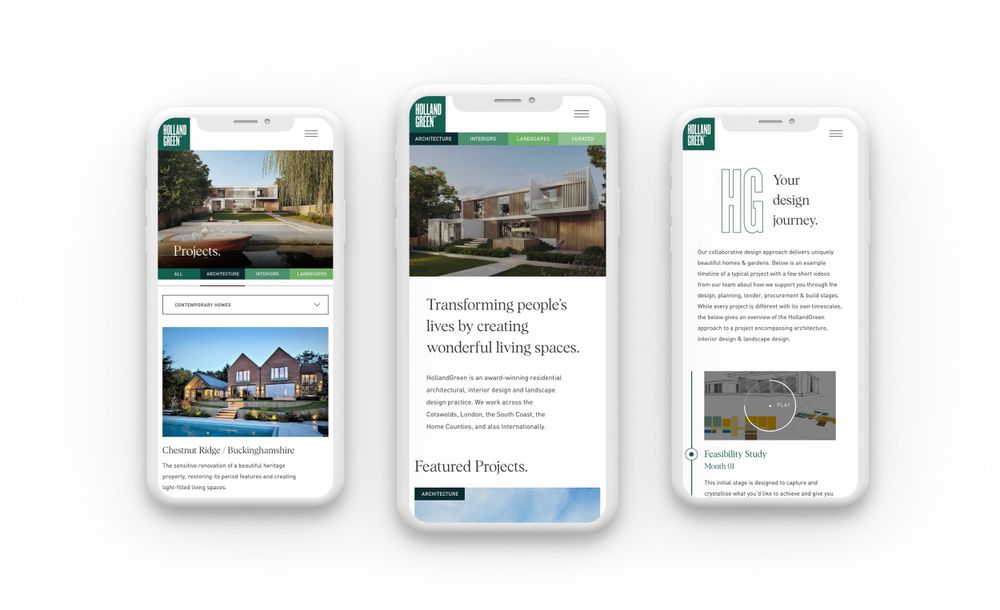 HOLLAND
GREEN™
Projects.
ALL
ARCHITECTURE
INTERIORS
LANDSCAPES
CONTEMPORARY HOMES
Chestnut Ridge / Buckinghamshire
The sensitive renovation of a beautiful heritage
property, restoring its period features and creating
light-filled living spaces.
HOLLAND
GREEN™
ARCHITECTURE
INTERIORS
LANDSCAPES
CURATED
Transforming people's
lives by creating
wonderful living spaces.
HollandGreen is an award-winning residential
architectural, interior design and landscape
design practice. We work across the
Cotswolds, London, the South Coast, the
Home Counties, and also Internationally.
Featured Projects.
ARCHITECTURE
HOLLAND
GREEN™
HG
Your
design
journey.
Our collaborative design approach delivers uniquely
beautiful homes & gardens. Below is an example
timeline of a typical project with a few short videos
from our team about how we support you through the
design, planning, tender, procurement & build stages.
While every project is different with its own timescales,
the below gives an overview of the HollandGreen
approach to a project encompassing architecture,
interior design & landscape design.
PLAY
Feasibility Study
Month 01
This initial stage is designed to capture and
crystallise what you'd like to achieve and give you